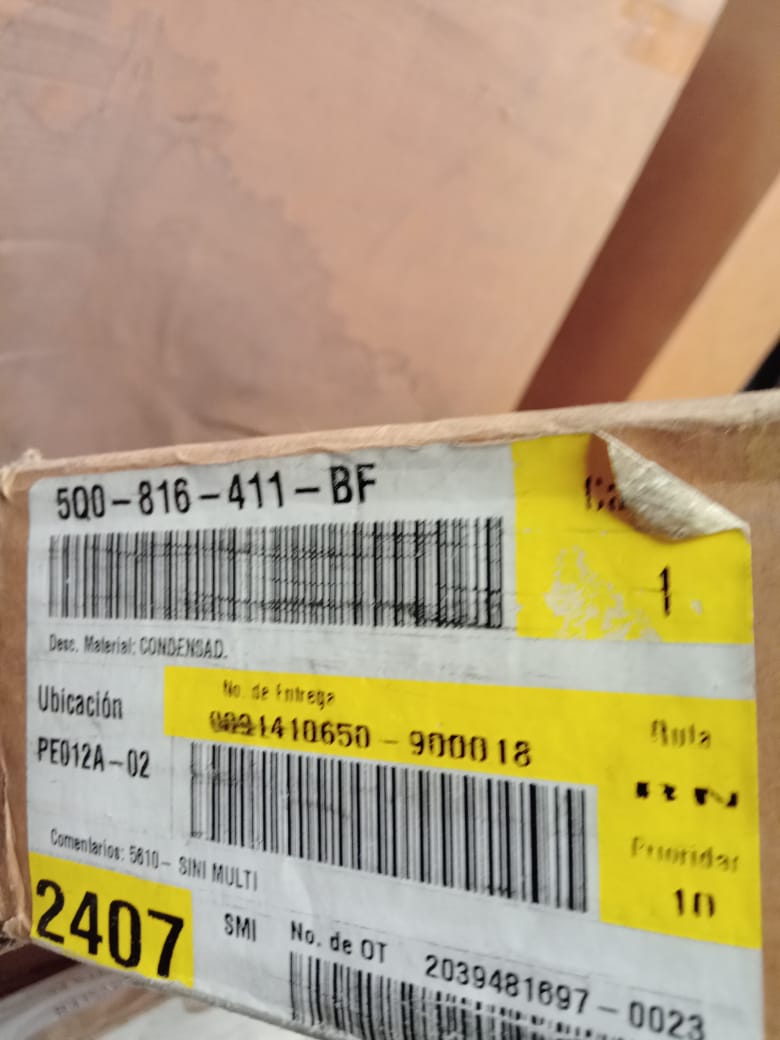 5Q0-816-411-BF
1
Desc. Material: CONDENSAD.
No. de Entrega
0091410650-900018
Ubicación
PE012A-02
Ruta
Prioridad
10
Comentarios: 5610- SINI MULTI
2407
SMI
No. de OT 2039481697-0023